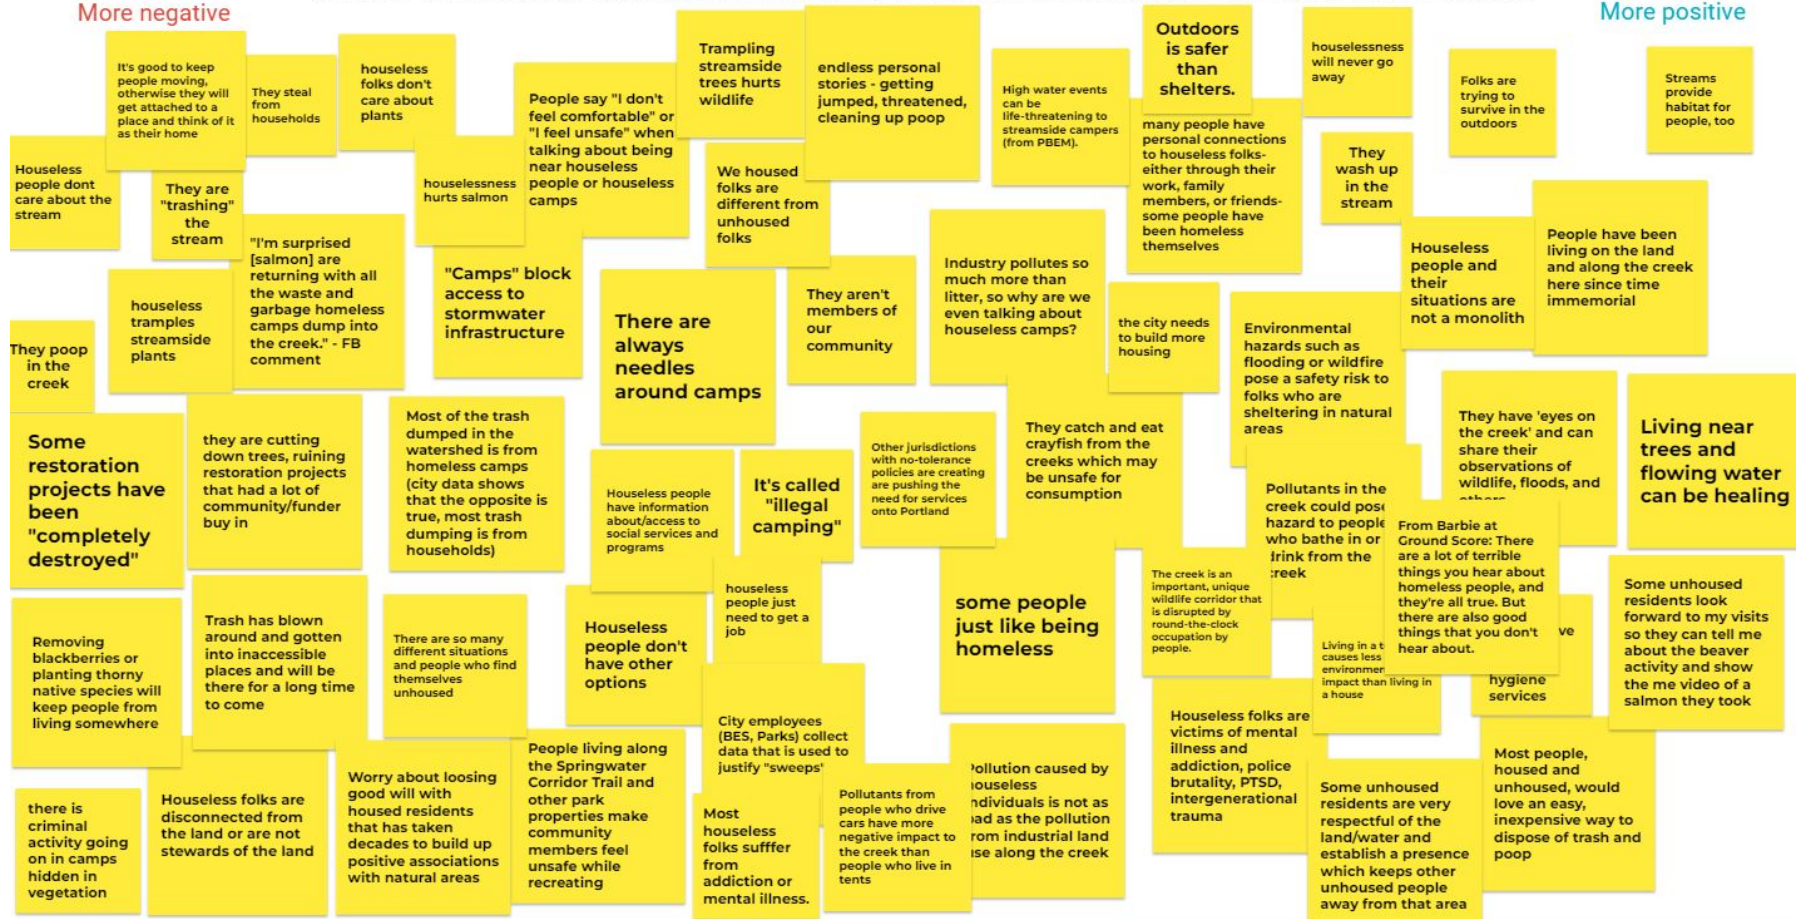 More negative
More positive
It's good to keep
people moving,
otherwise they will
get attached to a
place and think of it
as their home
They steal
from
households
houseless
folks don't
care about
plants
People say "I don't
feel comfortable" or
"I feel unsafe" when
talking about being
near houseless
people or houseless
camps
Trampling
streamside
trees hurts
wildlife
endless personal
stories - getting
jumped, threatened,
cleaning up poop
High water events
can be
life-threatening to
streamside campers
(from PBEM).
Outdoors
is safer
than
shelters.
houselessness
will never go
away
Folks are
trying to
survive in the
outdoors
Streams
provide
habitat for
people, too
Houseless
people dont
care about the
stream
They are
"trashing"
the
stream
houselessness
hurts salmon
We housed
folks are
different from
unhoused
folks
many people have
personal connections
to houseless folks-
either through their
work, family
members, or friends-
some people have
been homeless
themselves
They
wash up
in the
stream
"I'm surprised
[salmon] are
returning with all
the waste and
garbage homeless
camps dump into
the creek." - FB
comment
"Camps" block
access to
stormwater
infrastructure
Industry pollutes so
much more than
litter, so why are we
even talking about
houseless camps?
Houseless
people and
their
situations are
not a monolith
People have been
living on the land
and along the creek
here since time
immemorial
houseless
tramples
streamside
plants
There are
always
needles
around camps
They aren't
members of
our
community
the city needs
to build more
housing
Environmental
hazards such as
flooding or wildfire
pose a safety risk to
folks who are
sheltering in natural
areas
They poop
in the
creek
Some
restoration
projects have
been
"completely
destroyed"
they are cutting
down trees, ruining
restoration projects
that had a lot of
community/funder
buy in
Most of the trash
dumped in the
watershed is from
homeless camps
(city data shows
that the opposite is
true, most trash
dumping is from
households)
Houseless people
have information
about/access to
social services and
programs
It's called
"illegal
camping"
Other jurisdictions
with no-tolerance
policies are creating
are pushing the
need for services
onto Portland
They catch and eat
crayfish from the
creeks which may
be unsafe for
consumption
They have 'eyes on
the creek' and can
share their
observations of
wildlife, floods, and
others
Living near
trees and
flowing water
can be healing
Pollutants in the
creek could pose
hazard to people
who bathe in or
drink from the
creek
From Barbie at
Ground Score: There
are a lot of terrible
things you hear about
homeless people, and
they're all true. But
there are also good
things that you don't
hear about.
Removing
blackberries or
planting thorny
native species will
keep people from
living somewhere
Trash has blown
around and gotten
into inaccessible
places and will be
there for a long time
to come
There are so many
different situations
and people who find
themselves
unhoused
Houseless
people don't
have other
options
houseless
people just
need to get a
job
some people
just like being
homeless
The creek is an
important, unique
wildlife corridor that
is disrupted by
round-the-clock
occupation by
people.
Living in a t
causes less
environmen
impact than living in
a house
ve
hygiene
services
Some unhoused
residents look
forward to my visits
so they can tell me
about the beaver
activity and show
the me video of a
salmon they took
there is
criminal
activity going
on in camps
hidden in
vegetation
Houseless folks are
disconnected from
the land or are not
stewards of the land
Worry about loosing
good will with
housed residents
that has taken
decades to build up
positive associations
with natural areas
People living along
the Springwater
Corridor Trail and
other park
properties make
community
members feel
unsafe while
recreating
City employees
(BES, Parks) collect
data that is used to
justify "sweeps"
Most
houseless
folks sufffer
from
addiction or
mental illness.
Pollutants from
people who drive
cars have more
negative impact to
the creek than
people who live in
tents
Pollution caused by
houseless
ndividuals is not as
bad as the pollution
from industrial land
use along the creek
Houseless folks are
victims of mental
illness and
addiction, police
brutality, PTSD,
intergenerational
trauma
Some unhoused
residents are very
respectful of the
land/water and
establish a presence
which keeps other
unhoused people
away from that area
Most people,
housed and
unhoused, would
love an easy,
inexpensive way to
dispose of trash and
poop